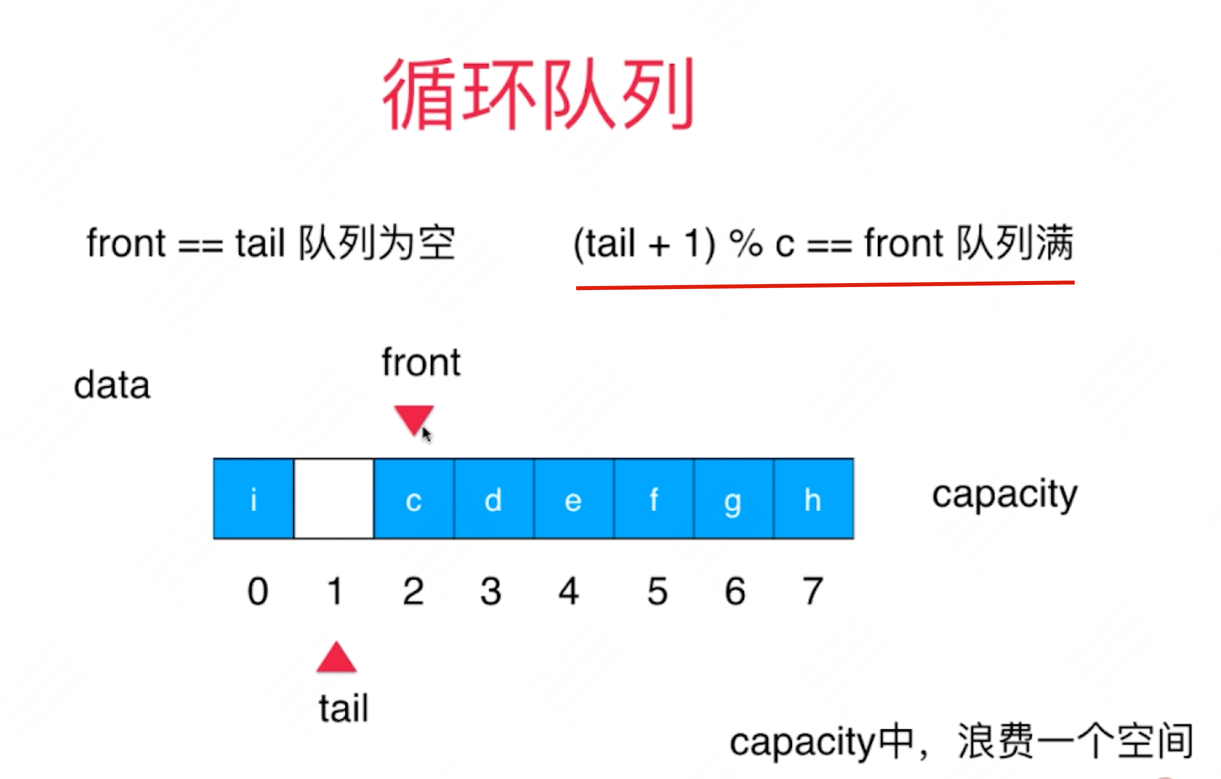 循环队列
front == tail 队列为空
(tail + 1) % c == front 队列满
front
data
i c d e f g h
capacity
0 1 2 3 4 5 6 7
tail
capacity中，浪费一个空间